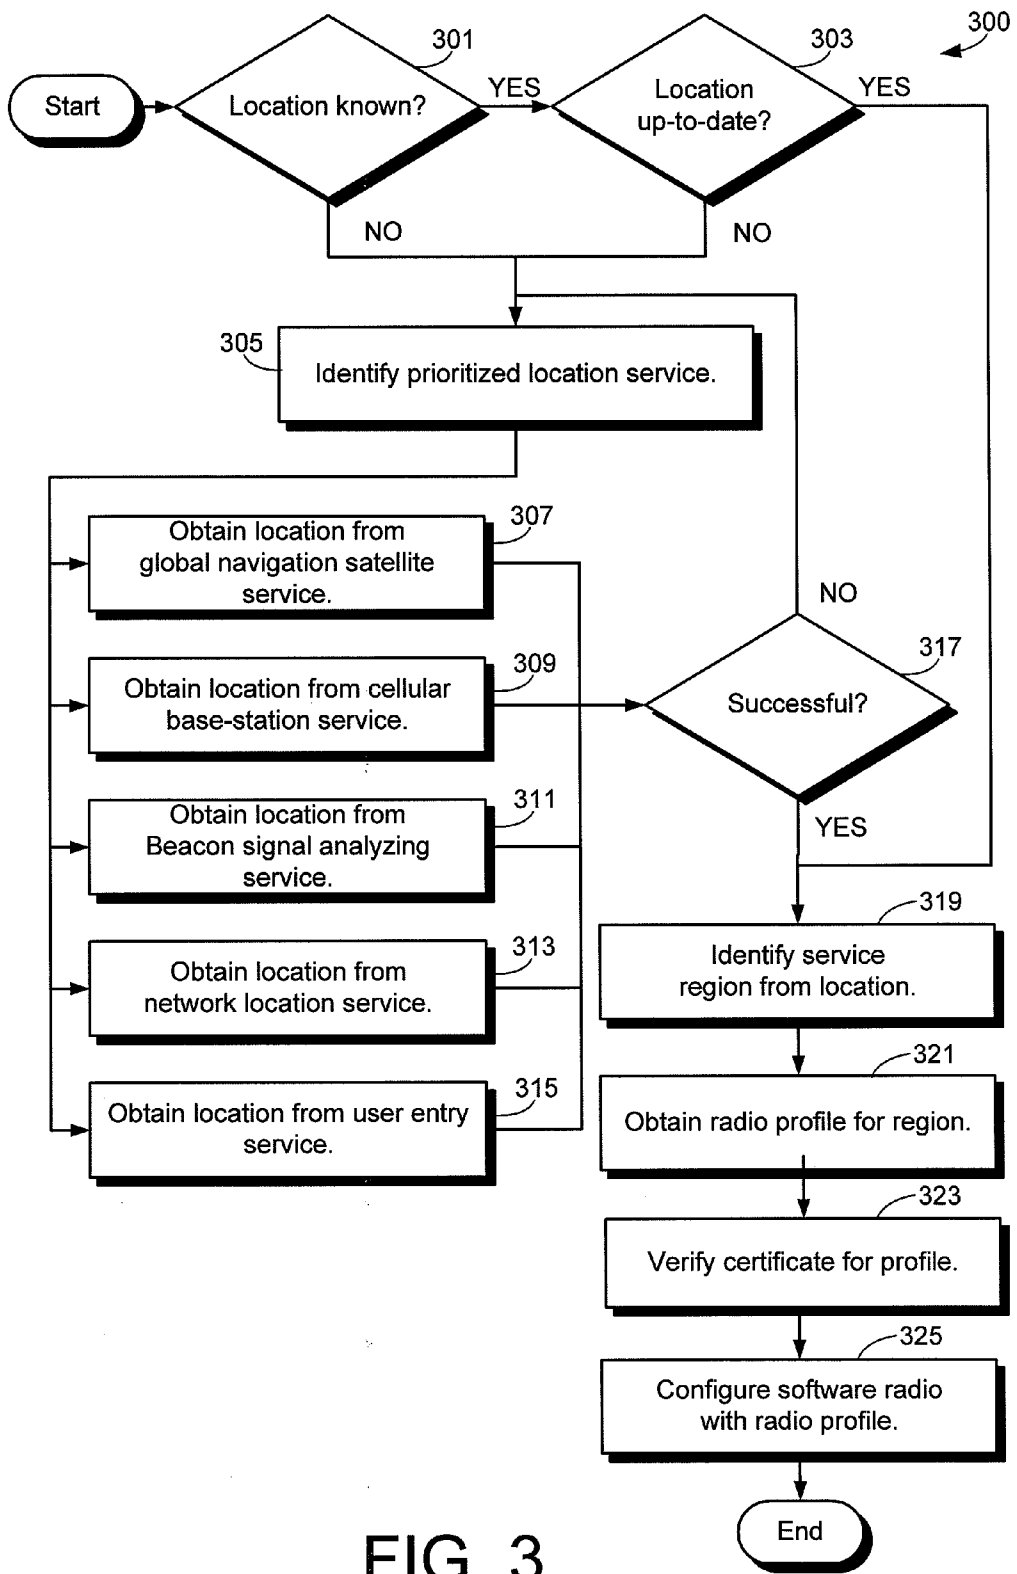 300
301
303
Start
Location known?
YES
Location
up-to-date?
YES
NO
NO
305
Identify prioritized location service.
307
Obtain location from
global navigation satellite
service.
NO
309
Obtain location from cellular
base-station service.
317
Successful?
311
Obtain location from
Beacon signal analyzing
service.
YES
319
Identify service
region from location.
313
Obtain location from
network location service.
321
Obtain radio profile for region.
315
Obtain location from user entry
service.
323
Verify certificate for profile.
325
Configure software radio
with radio profile.
End
FIG. 3